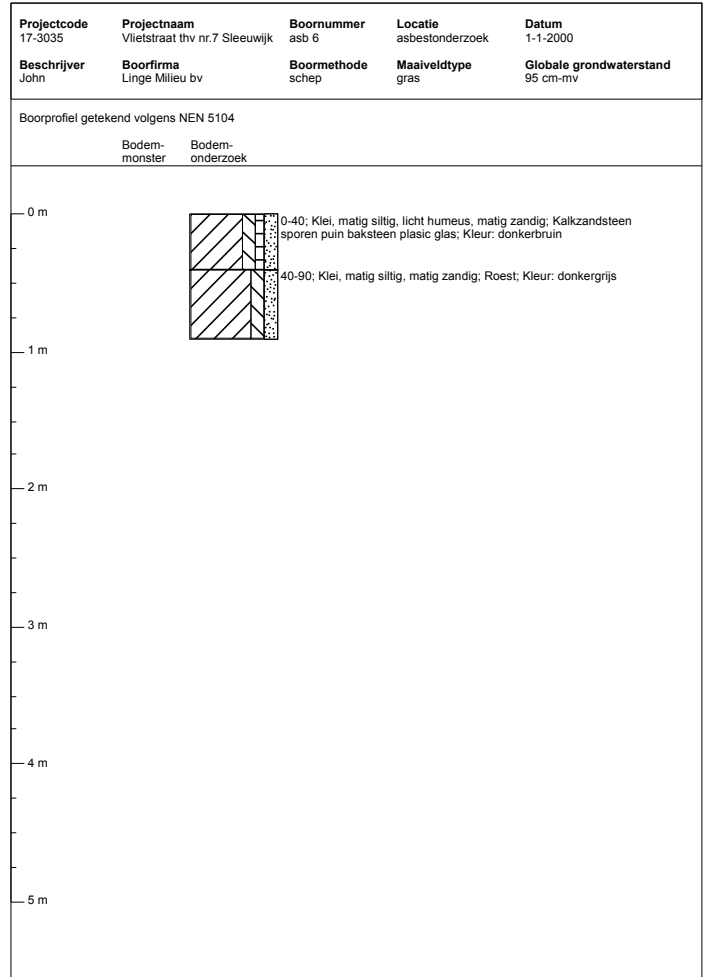 Projectcode Projectnaam Boornummer Locatie Datum
17-3035 Vlietstraat thv nr.7 Sleeuwijk asb 6 asbestonderzoek 1-1-2000
Beschrijver Boorfirma Boormethode Maaiveldtype Globale grondwaterstand
John Linge Milieu bv schep gras 95 cm-mv
Boorprofiel getekend volgens NEN 5104
Bodem- Bodem-
monster onderzoek
0 m
0-40; Klei, matig siltig, licht humeus, matig zandig; Kalkzandsteen
sporen puin baksteen plasic glas; Kleur: donkerbruin
40-90; Klei, matig siltig, matig zandig; Roest; Kleur: donkergrijs
1 m
2 m
3 m
4 m
5 m